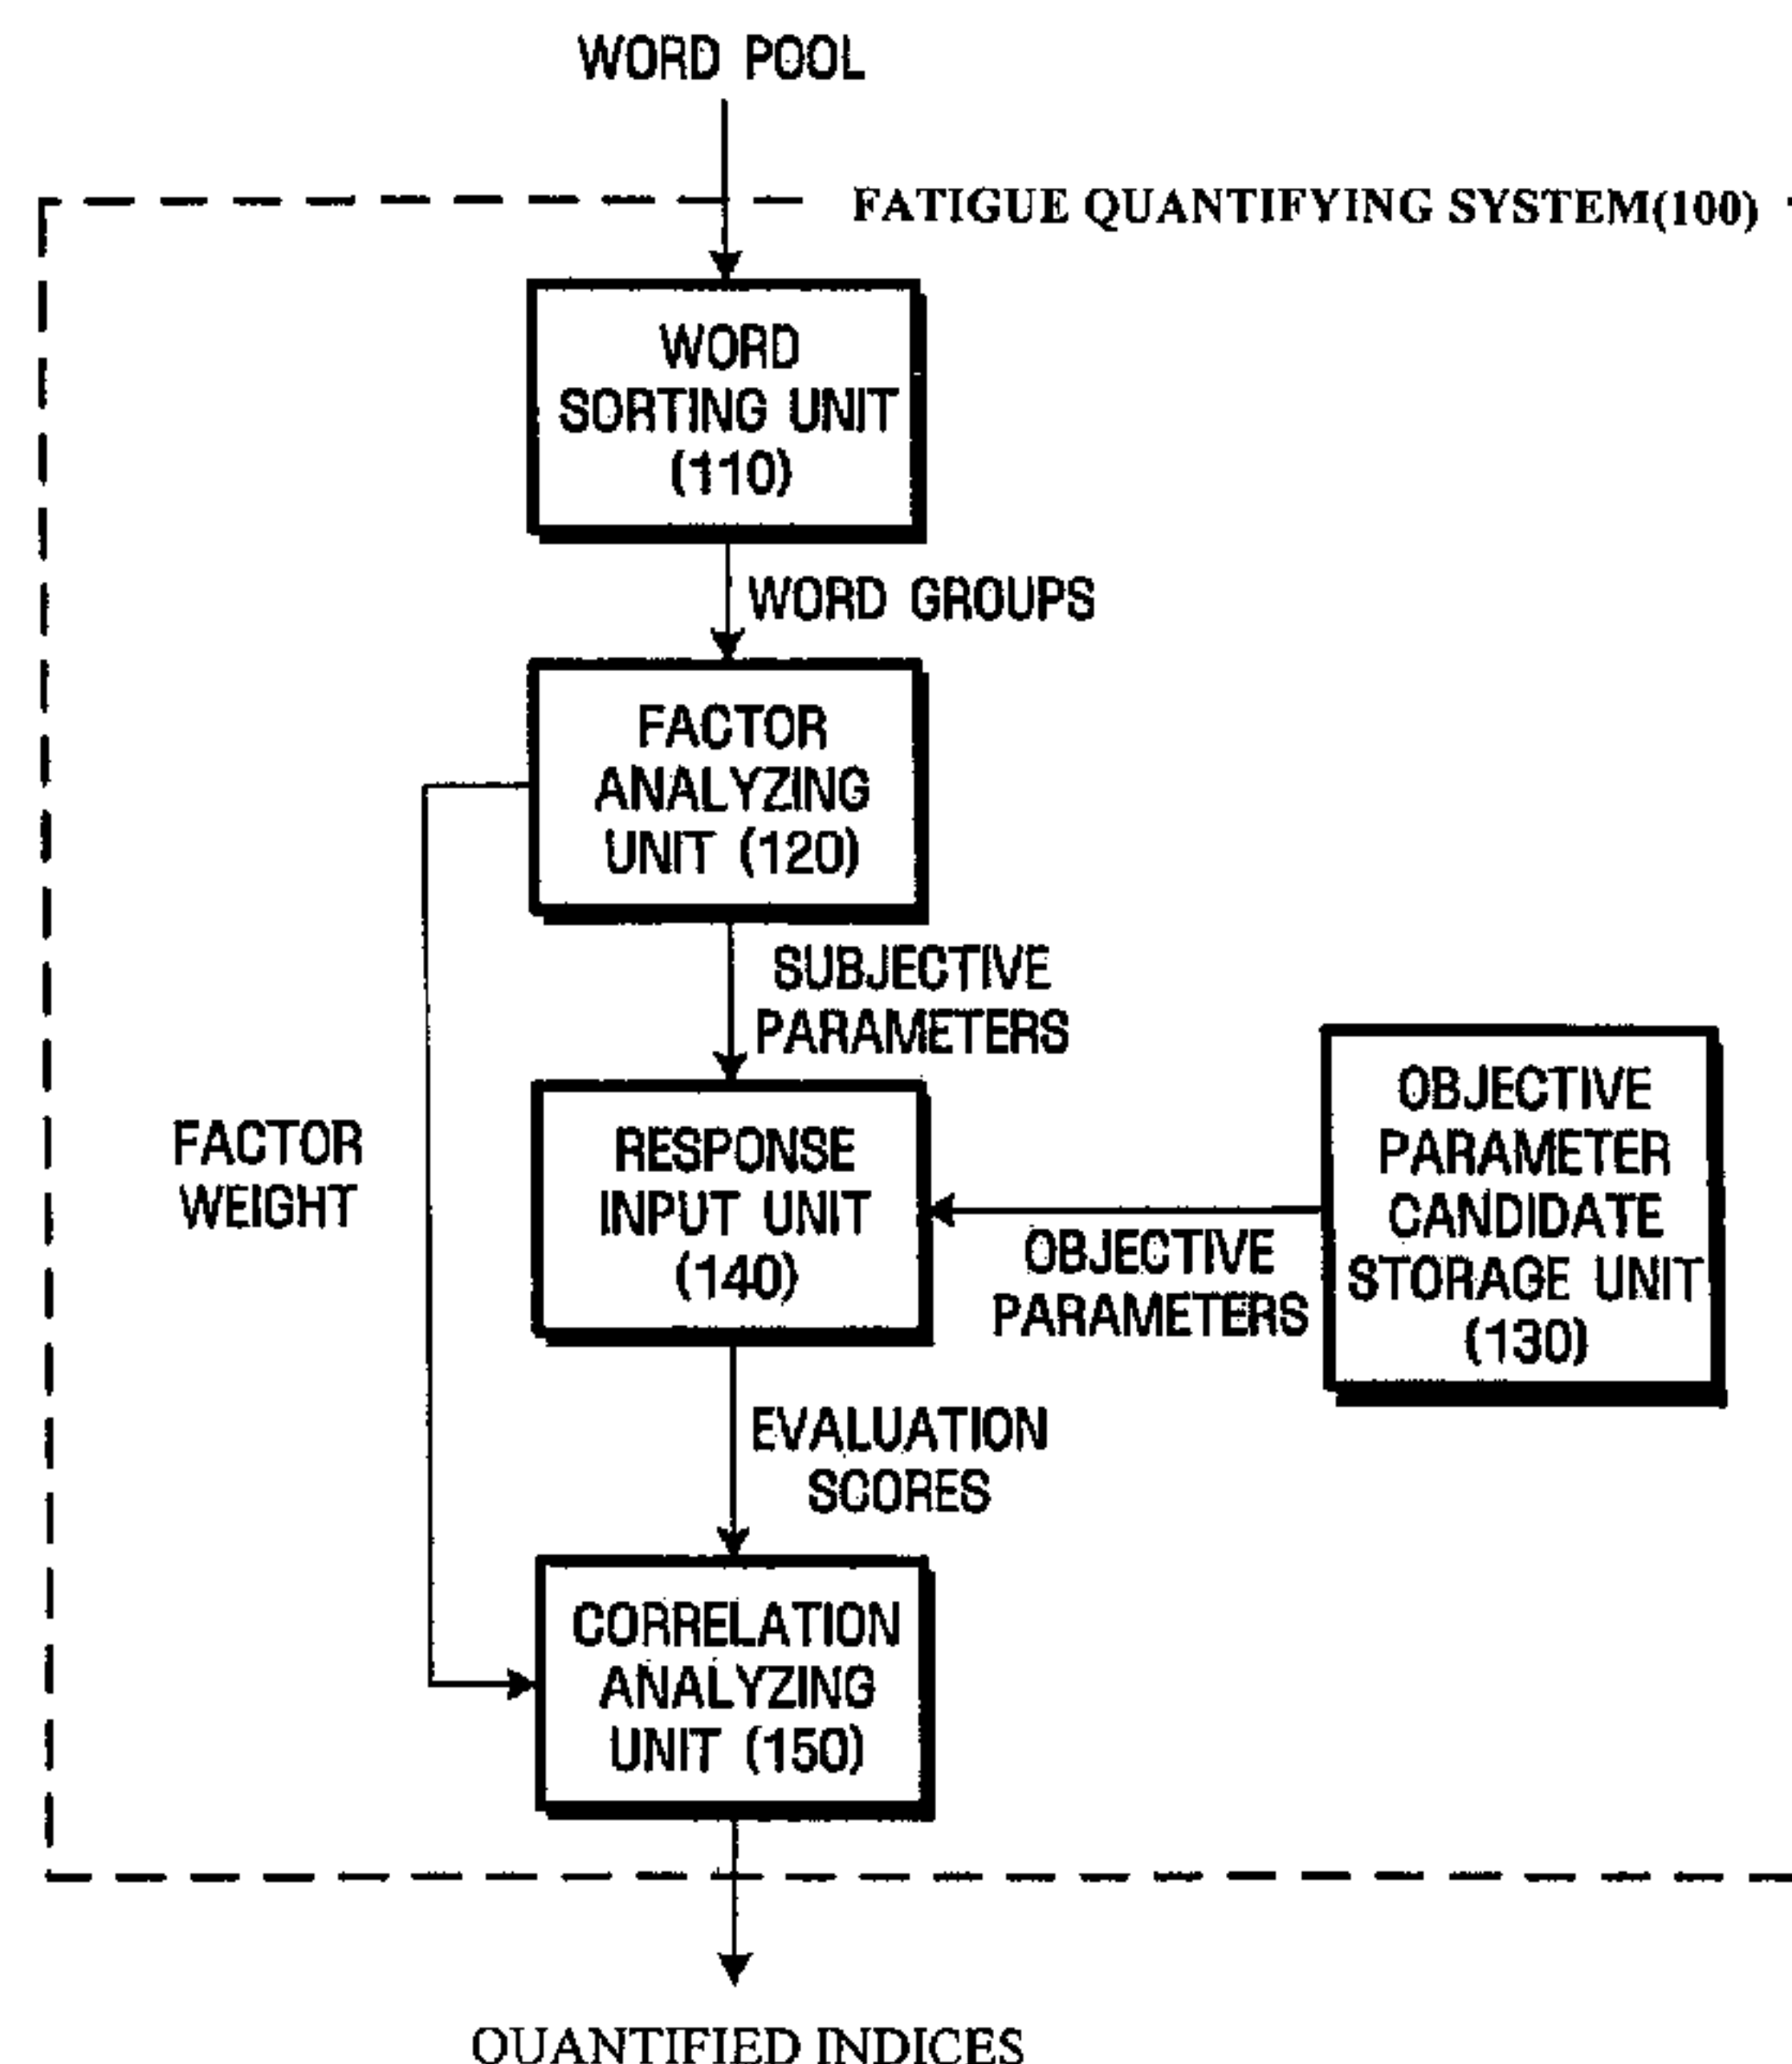 WORD POOL
FATIGUE QUANTIFYING SYSTEM(100)
WORD
SORTING UNIT
(110)
WORD GROUPS
FACTOR
ANALYZING
UNIT (120)
SUBJECTIVE
PARAMETERS
FACTOR
WEIGHT
RESPONSE
INPUT UNIT
(140)
OBJECTIVE
PARAMETERS
OBJECTIVE
PARAMETER
CANDIDATE
STORAGE UNIT
(130)
EVALUATION
SCORES
CORRELATION
ANALYZING
UNIT (150)
QUANTIFIED INDICES